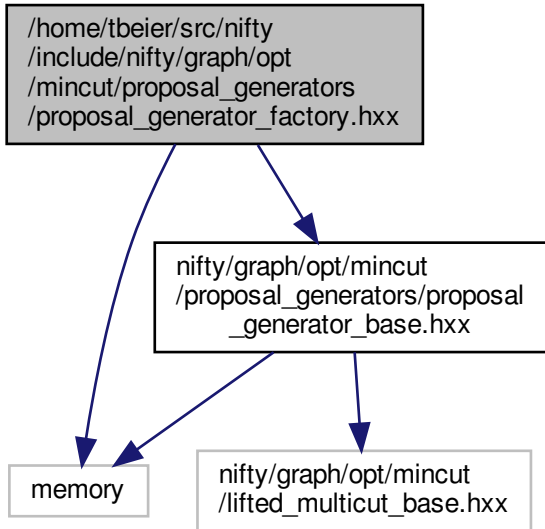 /home/tbeier/src/nifty
/include/nifty/graph/opt
/mincut/proposal_generators
/proposal_generator_factory.hxx
nifty/graph/opt/mincut
/proposal_generators/proposal
_generator_base.hxx
memory
nifty/graph/opt/mincut
/lifted_multicut_base.hxx